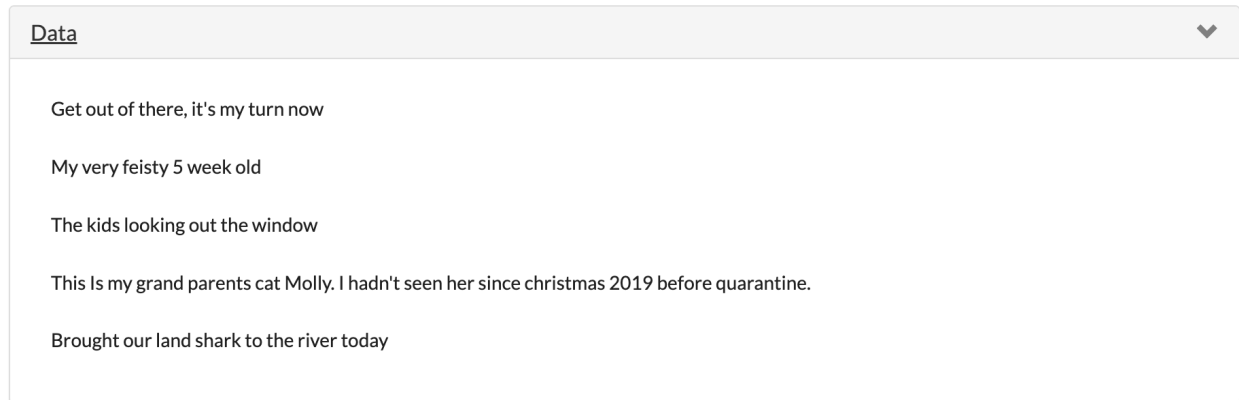 Data
Get out of there, it's my turn now
My very feisty 5 week old
The kids looking out the window
This Is my grand parents cat Molly. I hadn't seen her since christmas 2019 before quarantine.
Brought our land shark to the river today